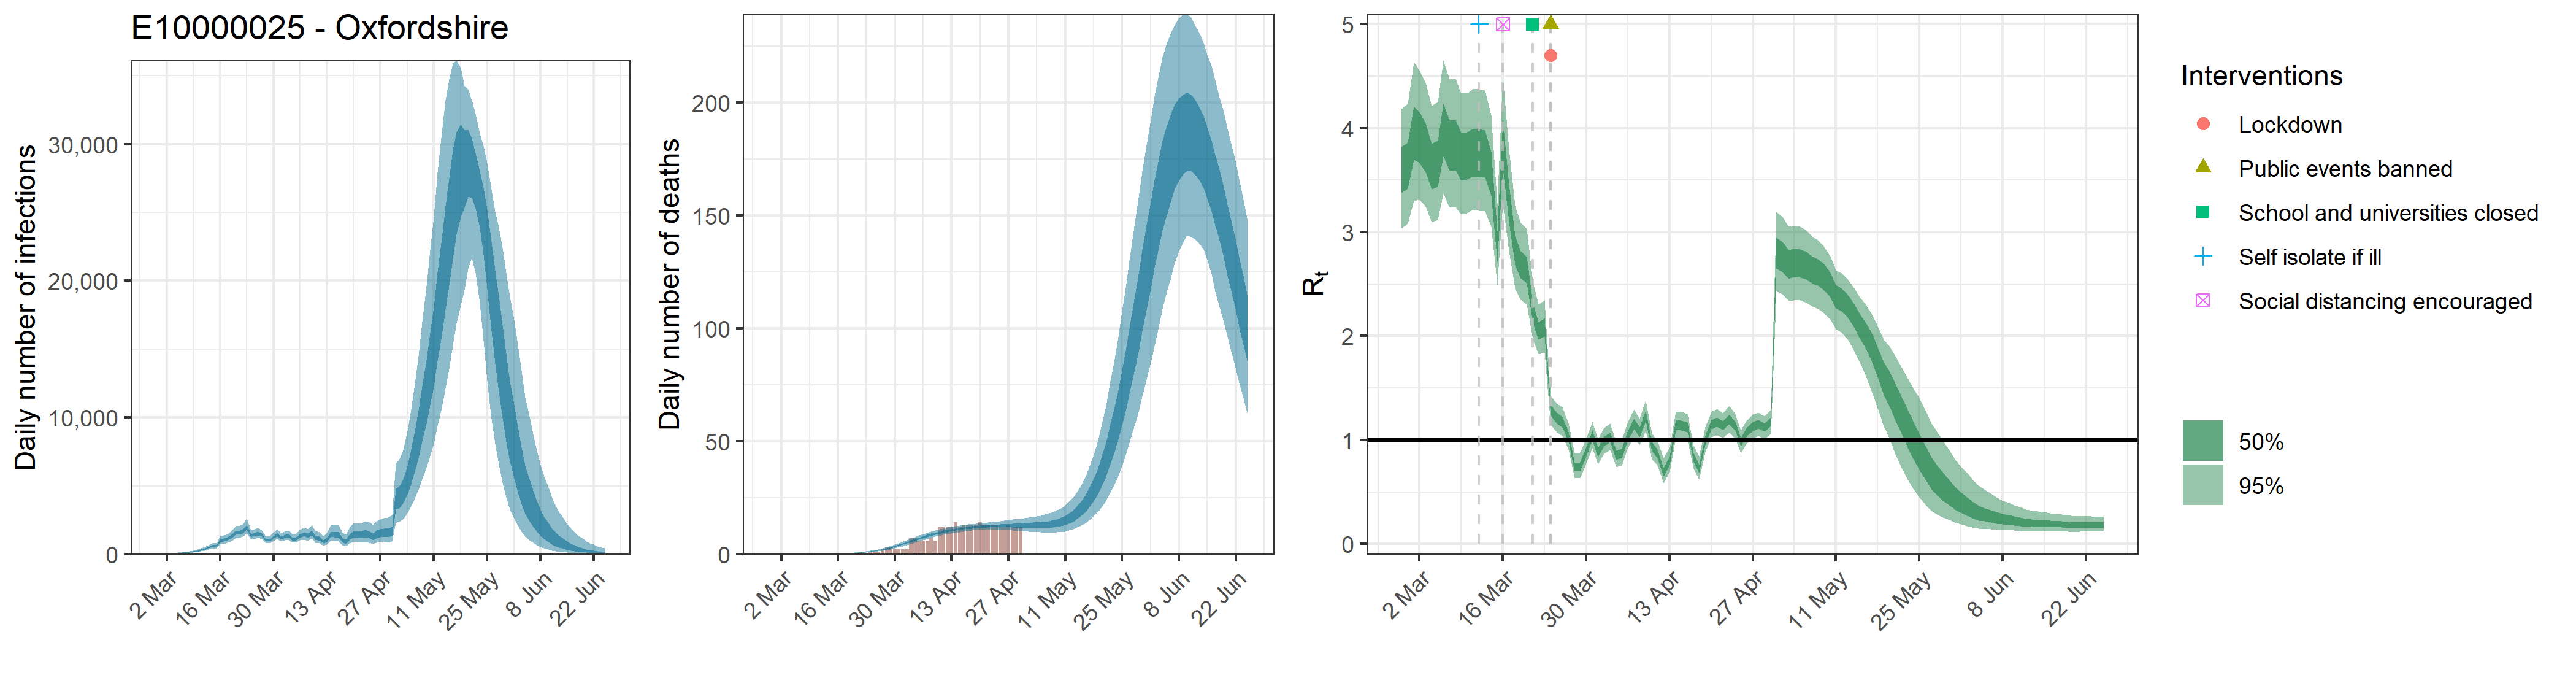 E10000025 - Oxfordshire
Daily number of infections
30,000
20,000
10,000
0
2 Mar
16 Mar
30 Mar
13 Apr
27 Apr
11 May
25 May
8 Jun
22 Jun
Daily number of deaths
200
150
100
50
0
2 Mar
16 Mar
30 Mar
13 Apr
27 Apr
11 May
25 May
8 Jun
22 Jun
Rt
5
4
3
2
1
0
2 Mar
16 Mar
30 Mar
13 Apr
27 Apr
11 May
25 May
8 Jun
22 Jun
Interventions
Lockdown
Public events banned
School and universities closed
Self isolate if ill
Social distancing encouraged
50%
95%